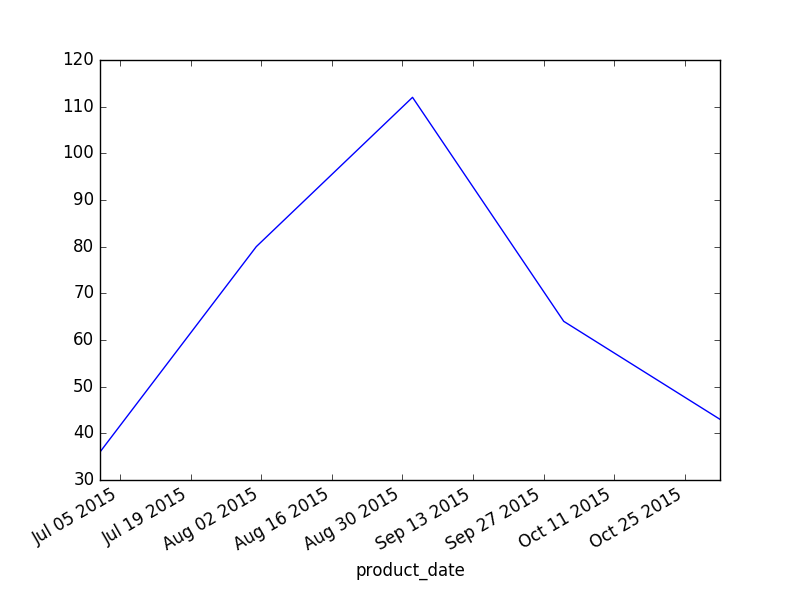 120
110
100
90
80
70
60
50
40
30
Jul 05 2015
Jul 19 2015
Aug 02 2015
Aug 16 2015
Aug 30 2015
Sep 13 2015
Sep 27 2015
Oct 11 2015
Oct 25 2015
product_date